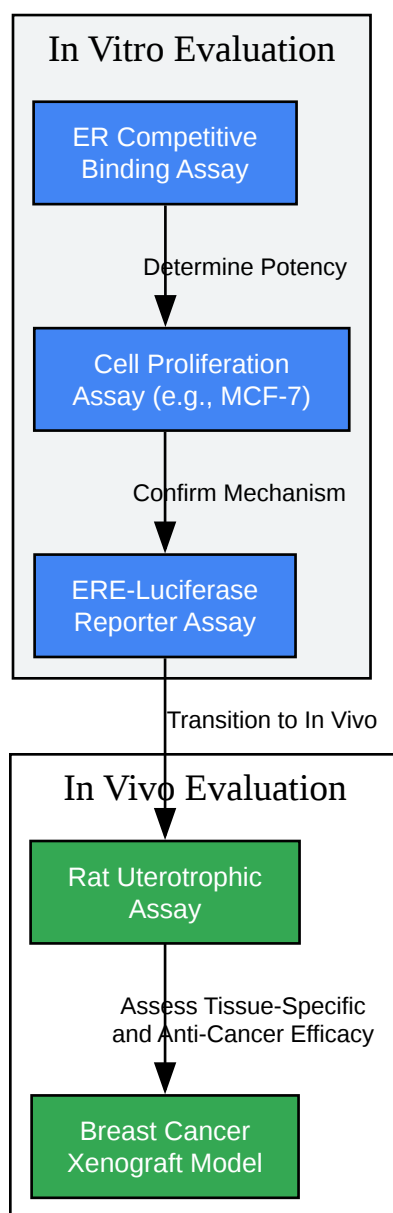 In Vitro Evaluation
ER Competitive
Binding Assay
Determine Potency
Cell Proliferation
Assay (e.g., MCF-7)
Confirm Mechanism
ERE-Luciferase
Reporter Assay
Transition to In Vivo
In Vivo Evaluation
Rat Uterotrophic
Assay
Assess Tissue-Specific
and Anti-Cancer Efficacy
Breast Cancer
Xenograft Model